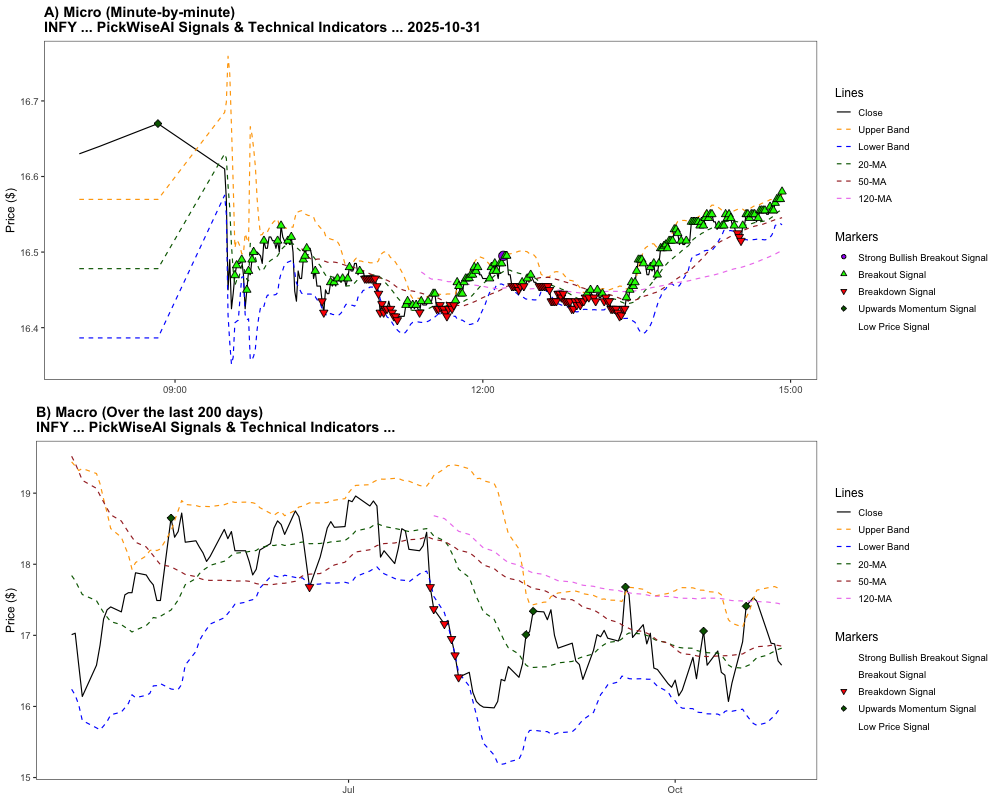 A) Micro (Minute-by-minute)
INFY ... PickWiseAI Signals & Technical Indicators ... 2025-10-31
Price ($)
16.7
16.6
16.5
16.4
09:00
12:00
15:00
Lines
Close
Upper Band
Lower Band
20-MA
50-MA
120-MA
Markers
Strong Bullish Breakout Signal
Breakout Signal
Breakdown Signal
Upwards Momentum Signal
Low Price Signal
B) Macro (Over the last 200 days)
INFY ... PickWiseAI Signals & Technical Indicators ...
Price ($)
19
18
17
16
15
Jul
Oct
Lines
Close
Upper Band
Lower Band
20-MA
50-MA
120-MA
Markers
Strong Bullish Breakout Signal
Breakout Signal
Breakdown Signal
Upwards Momentum Signal
Low Price Signal